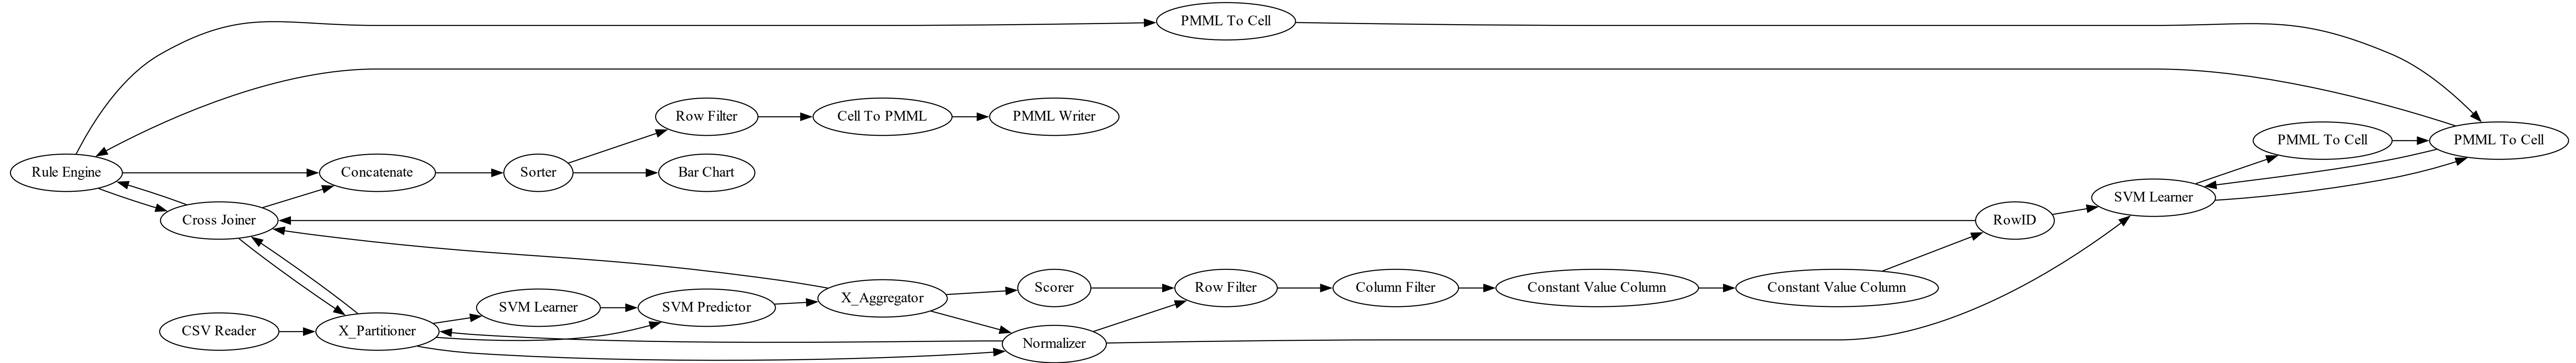 PMML To Cell
Row Filter
Cell To PMML
PMML Writer
PMML To Cell
PMML To Cell
Rule Engine
Concatenate
Sorter
Bar Chart
SVM Learner
Cross Joiner
RowID
Scorer
Row Filter
Column Filter
Constant Value Column
Constant Value Column
X_Aggregator
SVM Learner
SVM Predictor
CSV Reader
X_Partitioner
Normalizer